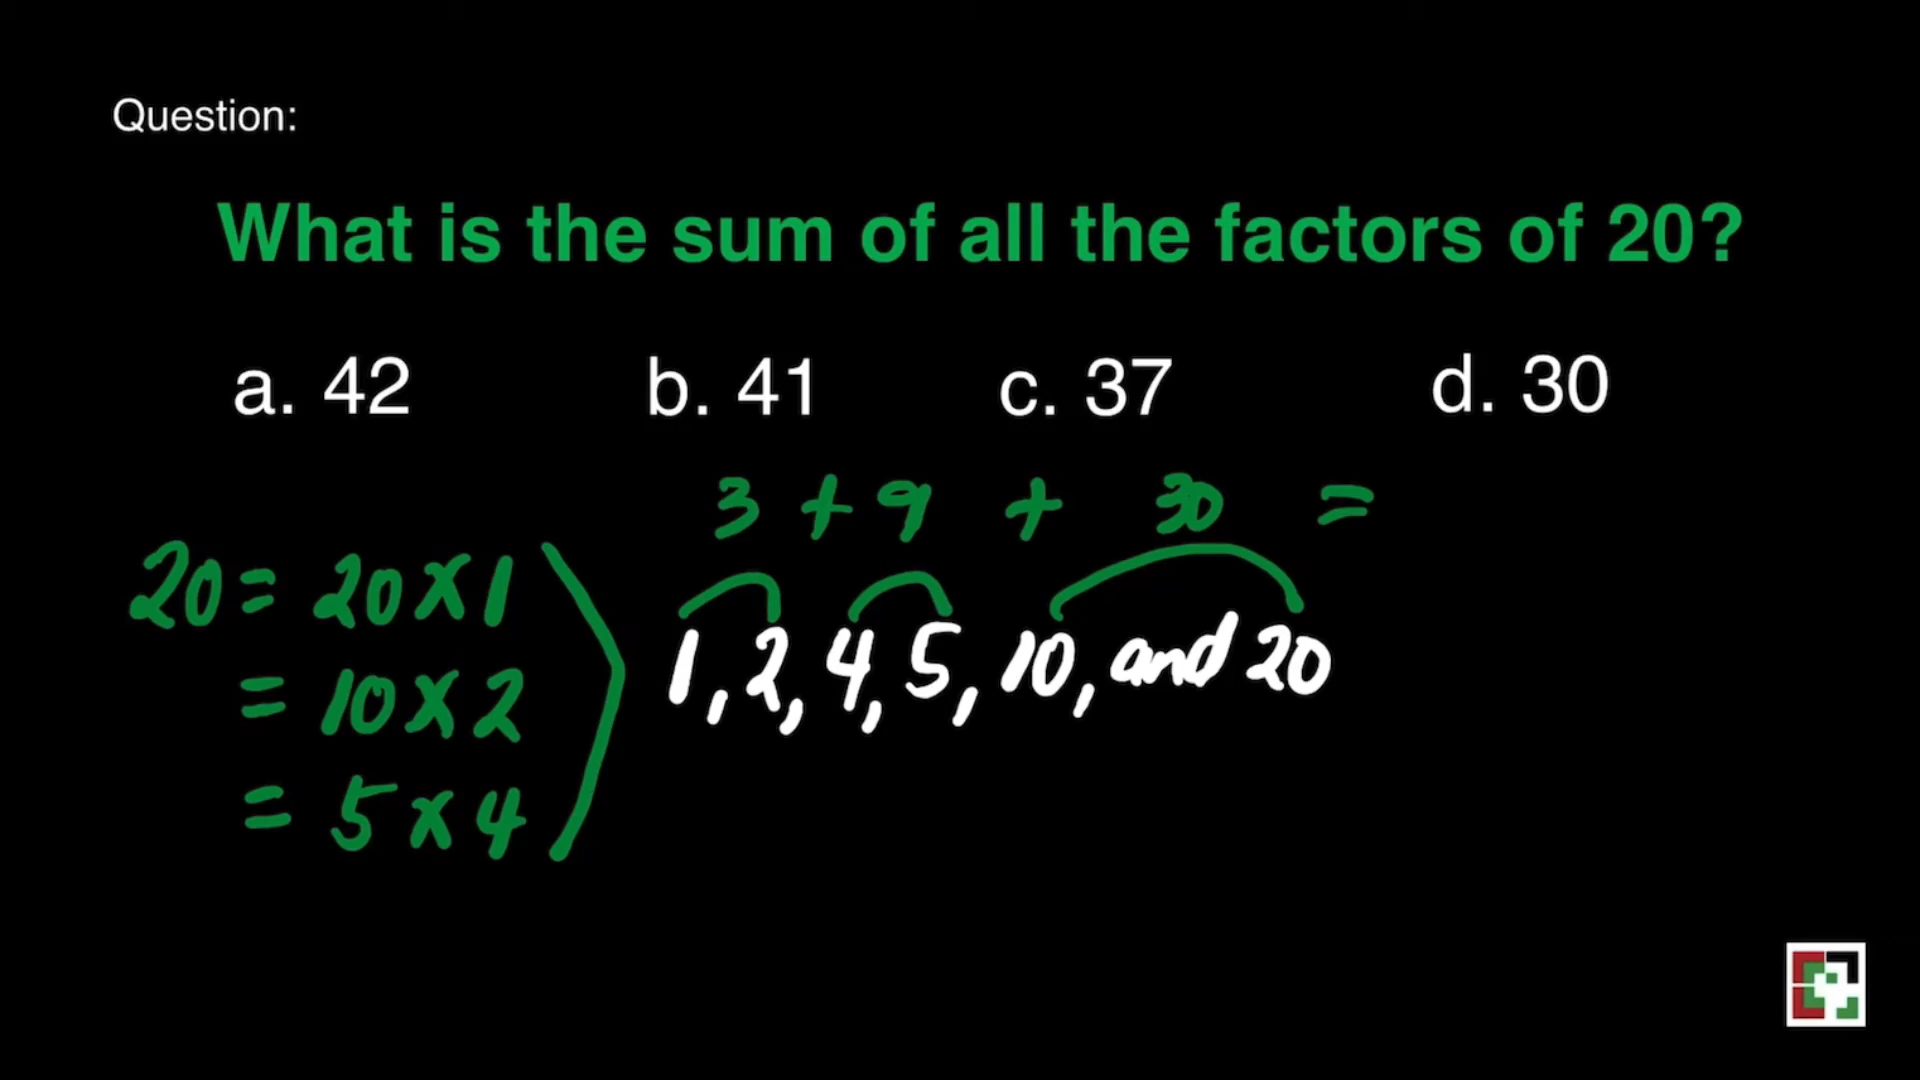 Question:
What is the sum of all the factors of 20?
a. 42 b. 41 c. 37 d. 30
3 + 9 + 30 =
20 = 20 x 1
= 10 x 2
= 5 x 4
1, 2, 4, 5, 10, and 20